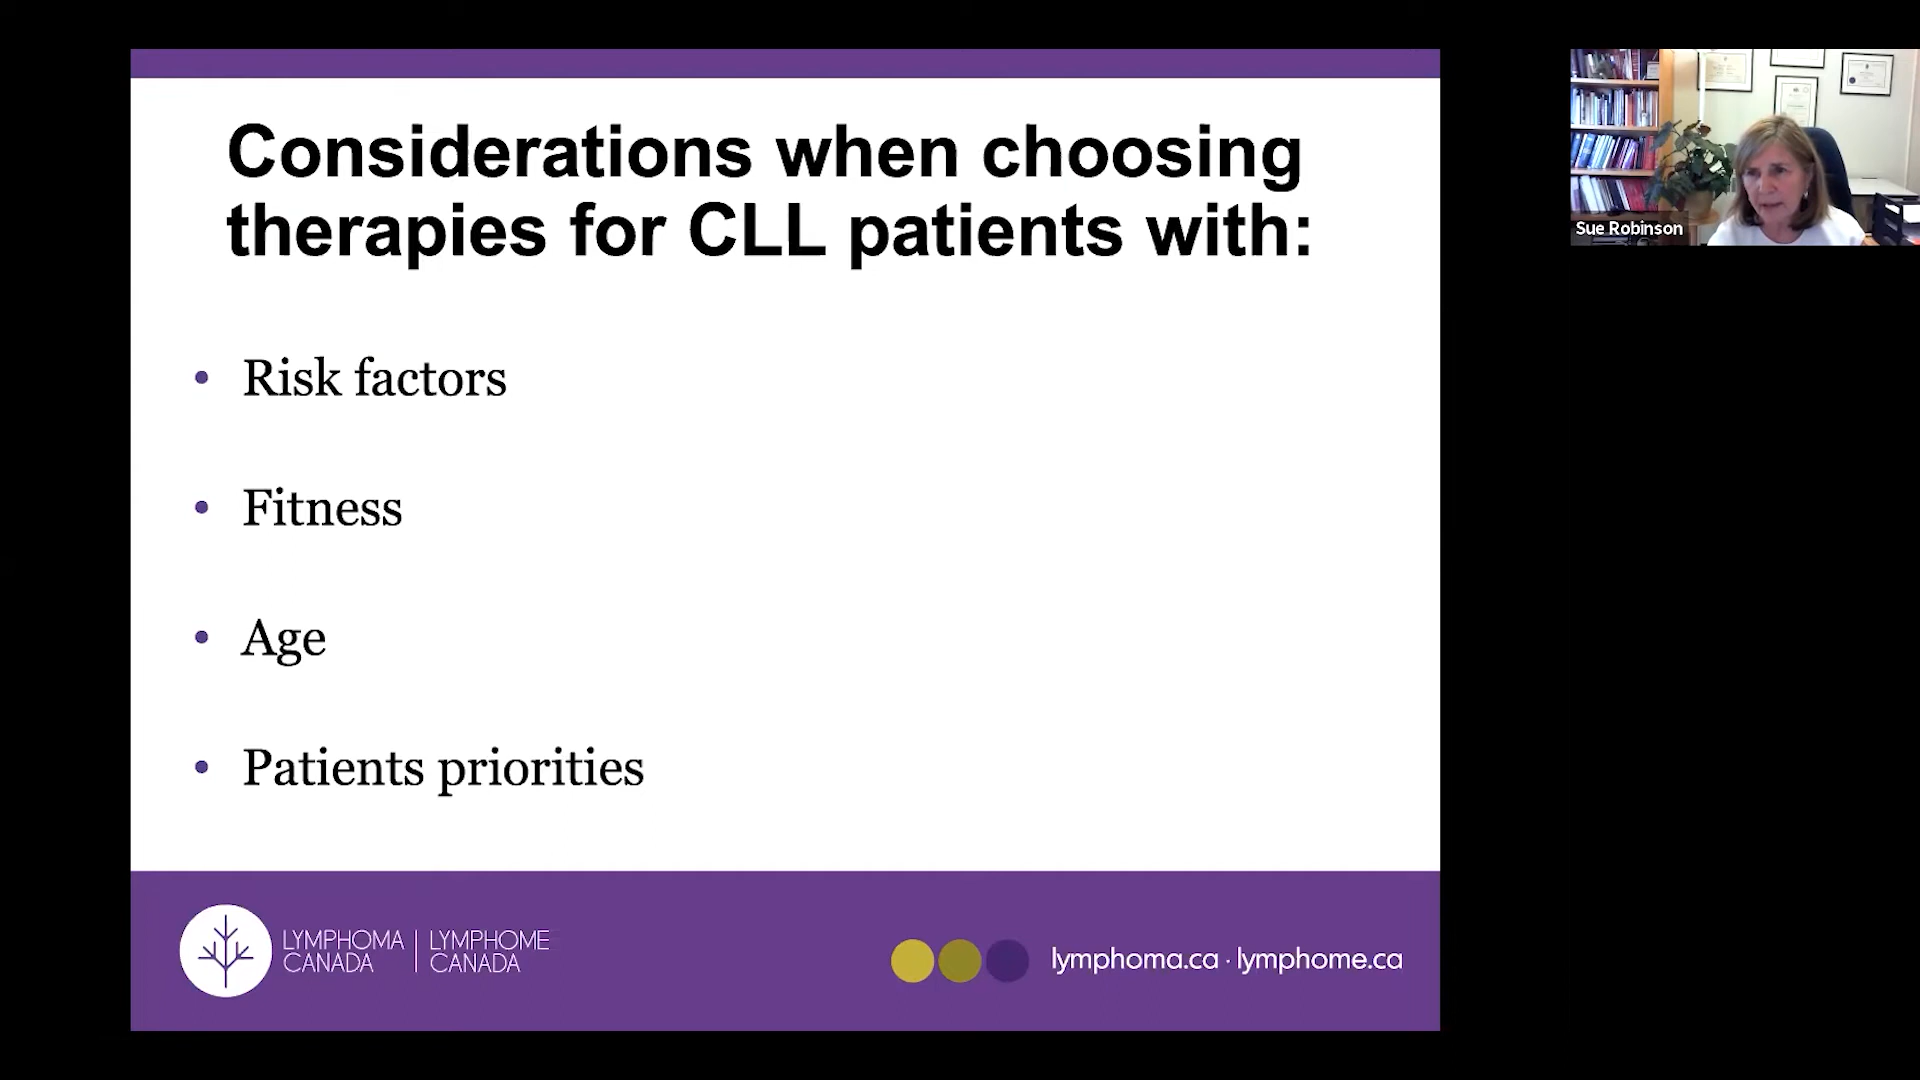 Considerations when choosing
therapies for CLL patients with:
• Risk factors
• Fitness
• Age
• Patients priorities
LYMPHOMA CANADA | LYMPHOME CANADA
lymphoma.ca · lymphome.ca
Sue Robinson